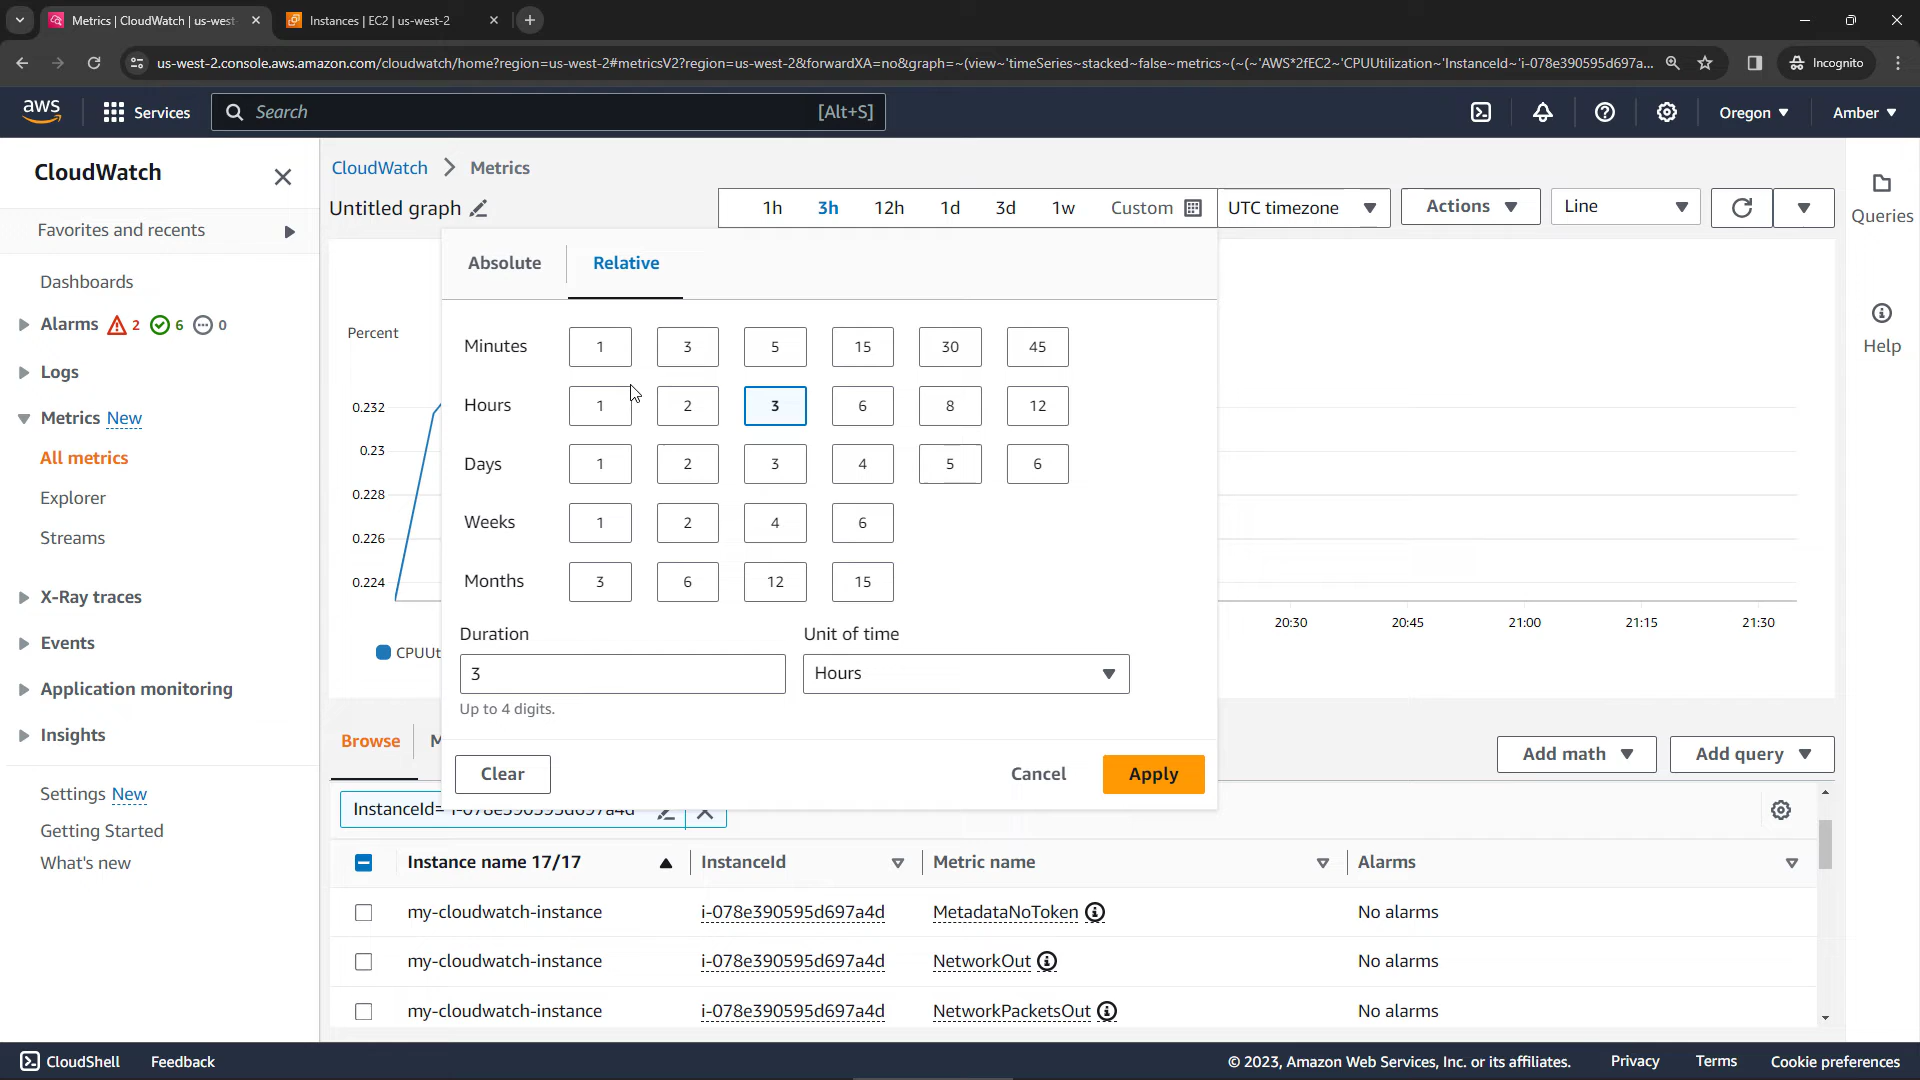 Metrics | CloudWatch | us-west-
Instances | EC2 | us-west-2
us-west-2.console.aws.amazon.com/cloudwatch/home?region=us-west-2#metricsV2?region=us-west-2&forwardXA=no&graph=~(view~'timeSeries~stacked~false~metrics~(~(~'AWS*2fEC2~'CPUUtilization~'InstanceId~'i-078e390595d697a...
Incognito
aws
Services
Search
[Alt+S]
Oregon
Amber
CloudWatch
Favorites and recents
Dashboards
Alarms 2 6 0
Logs
Metrics New
All metrics
Explorer
Streams
X-Ray traces
Events
Application monitoring
Insights
Settings New
Getting Started
What's new
CloudWatch > Metrics
Untitled graph
1h 3h 12h 1d 3d 1w Custom
UTC timezone
Actions
Line
Queries
Help
Percent
0.232
0.23
0.228
0.226
0.224
20:30 20:45 21:00 21:15 21:30
CPUUt
Absolute
Relative
Minutes 1 3 5 15 30 45
Hours 1 2 3 6 8 12
Days 1 2 3 4 5 6
Weeks 1 2 4 6
Months 3 6 12 15
Duration
Unit of time
3
Hours
Up to 4 digits.
Clear
Cancel
Apply
Browse
M
Add math
Add query
InstanceId=
Instance name 17/17
InstanceId
Metric name
Alarms
my-cloudwatch-instance i-078e390595d697a4d MetadataNoToken No alarms
my-cloudwatch-instance i-078e390595d697a4d NetworkOut No alarms
my-cloudwatch-instance i-078e390595d697a4d NetworkPacketsOut No alarms
CloudShell
Feedback
© 2023, Amazon Web Services, Inc. or its affiliates.
Privacy
Terms
Cookie preferences